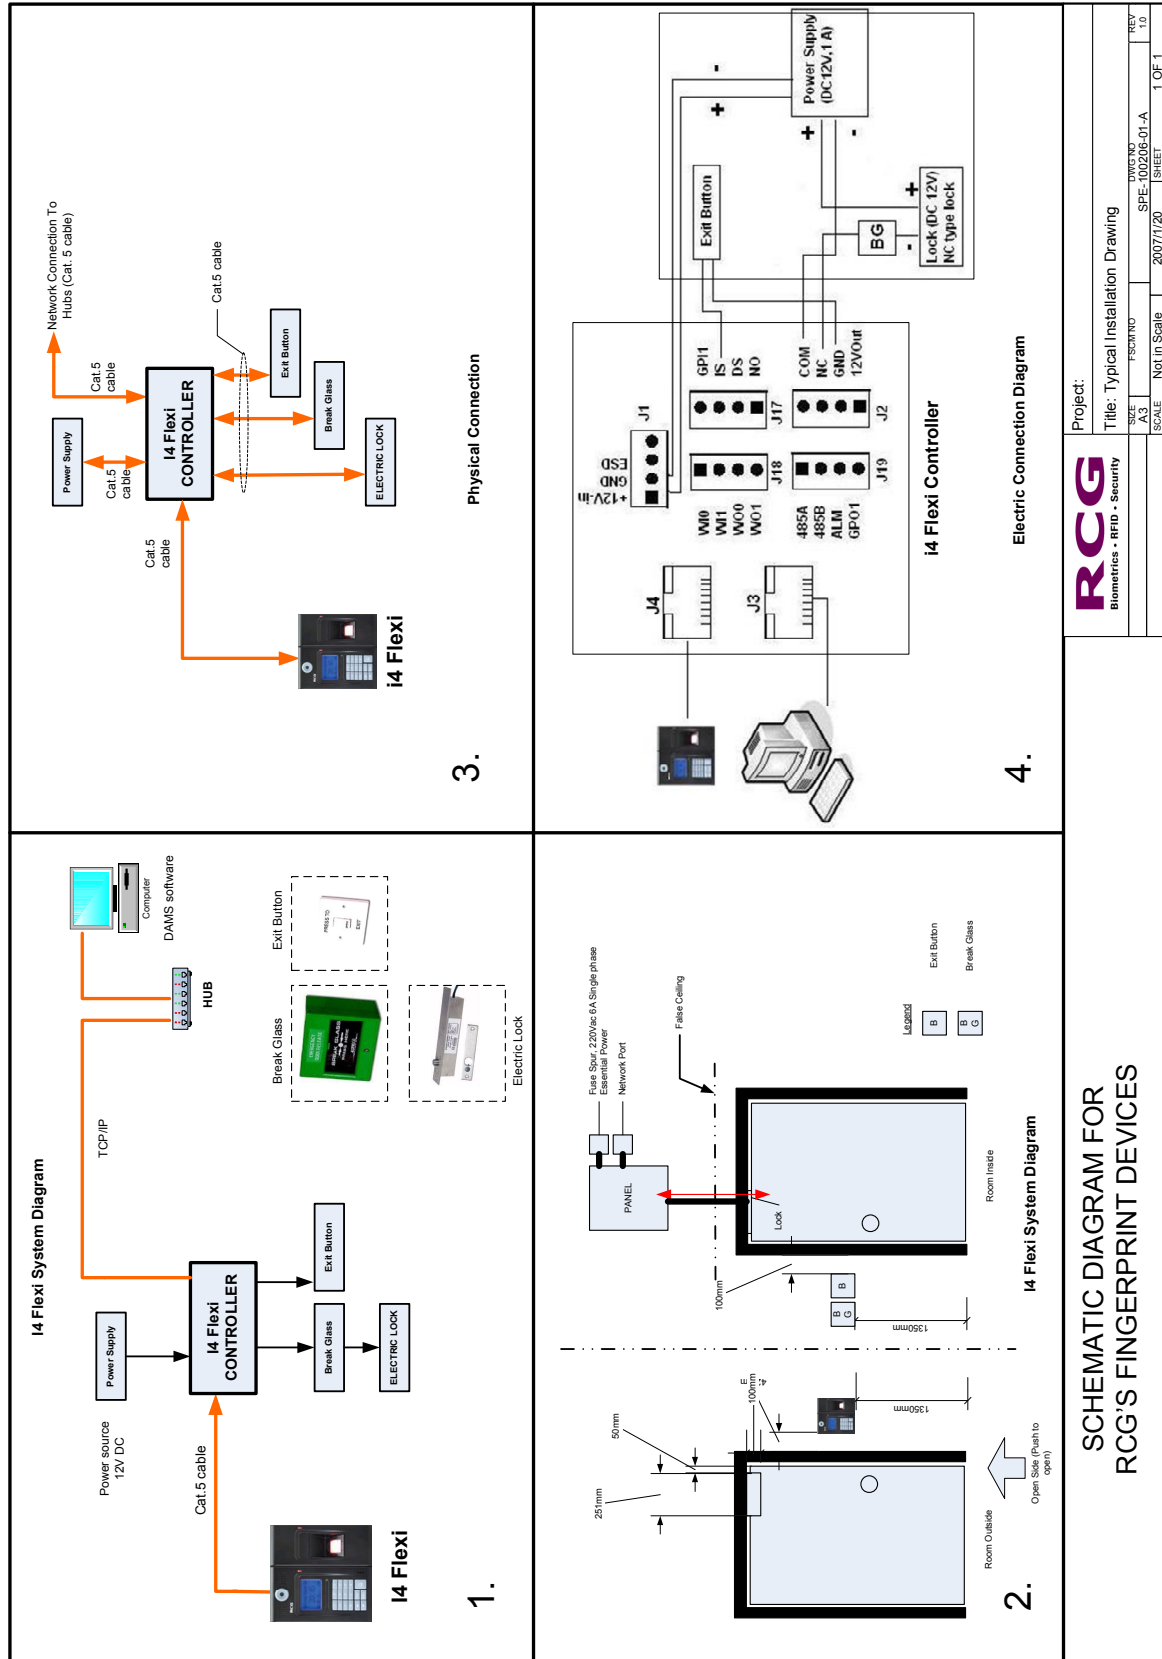 I4 Flexi System Diagram
Power source
12V DC
Power Supply
I4 Flexi
CONTROLLER
TCP/IP
HUB
Computer
DAMS software
Cat.5 cable
Break Glass
Exit Button
ELECTRIC LOCK
I4 Flexi
Break Glass
Exit Button
PRESS TO
EXIT
BREAK GLASS
Electric Lock
1.
Network Connection To
Hubs (Cat. 5 cable)
Power Supply
Cat.5
cable
Cat.5
cable
I4 Flexi
CONTROLLER
Cat.5 cable
Cat.5
cable
Exit Button
Break Glass
ELECTRIC LOCK
i4 Flexi
Physical Connection
3.
251mm
50mm
100mm
1350mm
Room Outside
Open Side (Push to
open)
Fuse Spur, 220Vac 6A Single phase
Essential Power
Network Port
PANEL
False Ceiling
Lock
100mm
B
G
B
1350mm
Room Inside
Legend
B
Exit Button
B
G
Break Glass
I4 Flexi System Diagram
2.
J4
J3
J1
+12V-in
GND
ESD
WI0
WI1
WO0
WO1
J18
GPI1
IS
DS
NO
J17
485A
485B
ALM
GPO1
J19
COM
NC
GND
12VOut
J2
i4 Flexi Controller
Exit Button
+
-
Power Supply
(DC12V,1 A)
+
-
BG
-
+
Lock (DC 12V)
NC type lock
Electric Connection Diagram
4.
SCHEMATIC DIAGRAM FOR
RCG'S FINGERPRINT DEVICES
RCG
Biometrics • RFID • Security
Project:
Title: Typical Installation Drawing
SIZE
A3
FSCM NO
DWG NO
SPE-100206-01-A
REV
1.0
SCALE
Not in Scale
2007/1/20
SHEET
1 OF 1